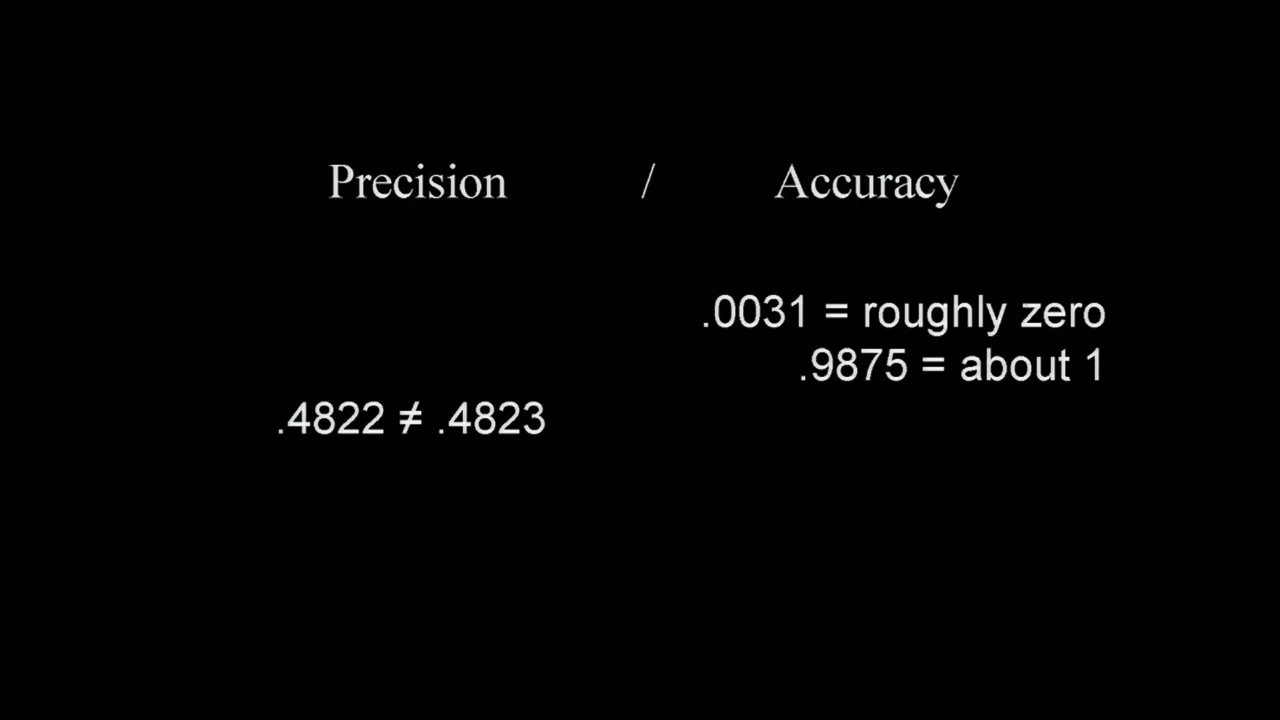 Precision / Accuracy
.0031 = roughly zero
.9875 = about 1
.4822 ≠ .4823